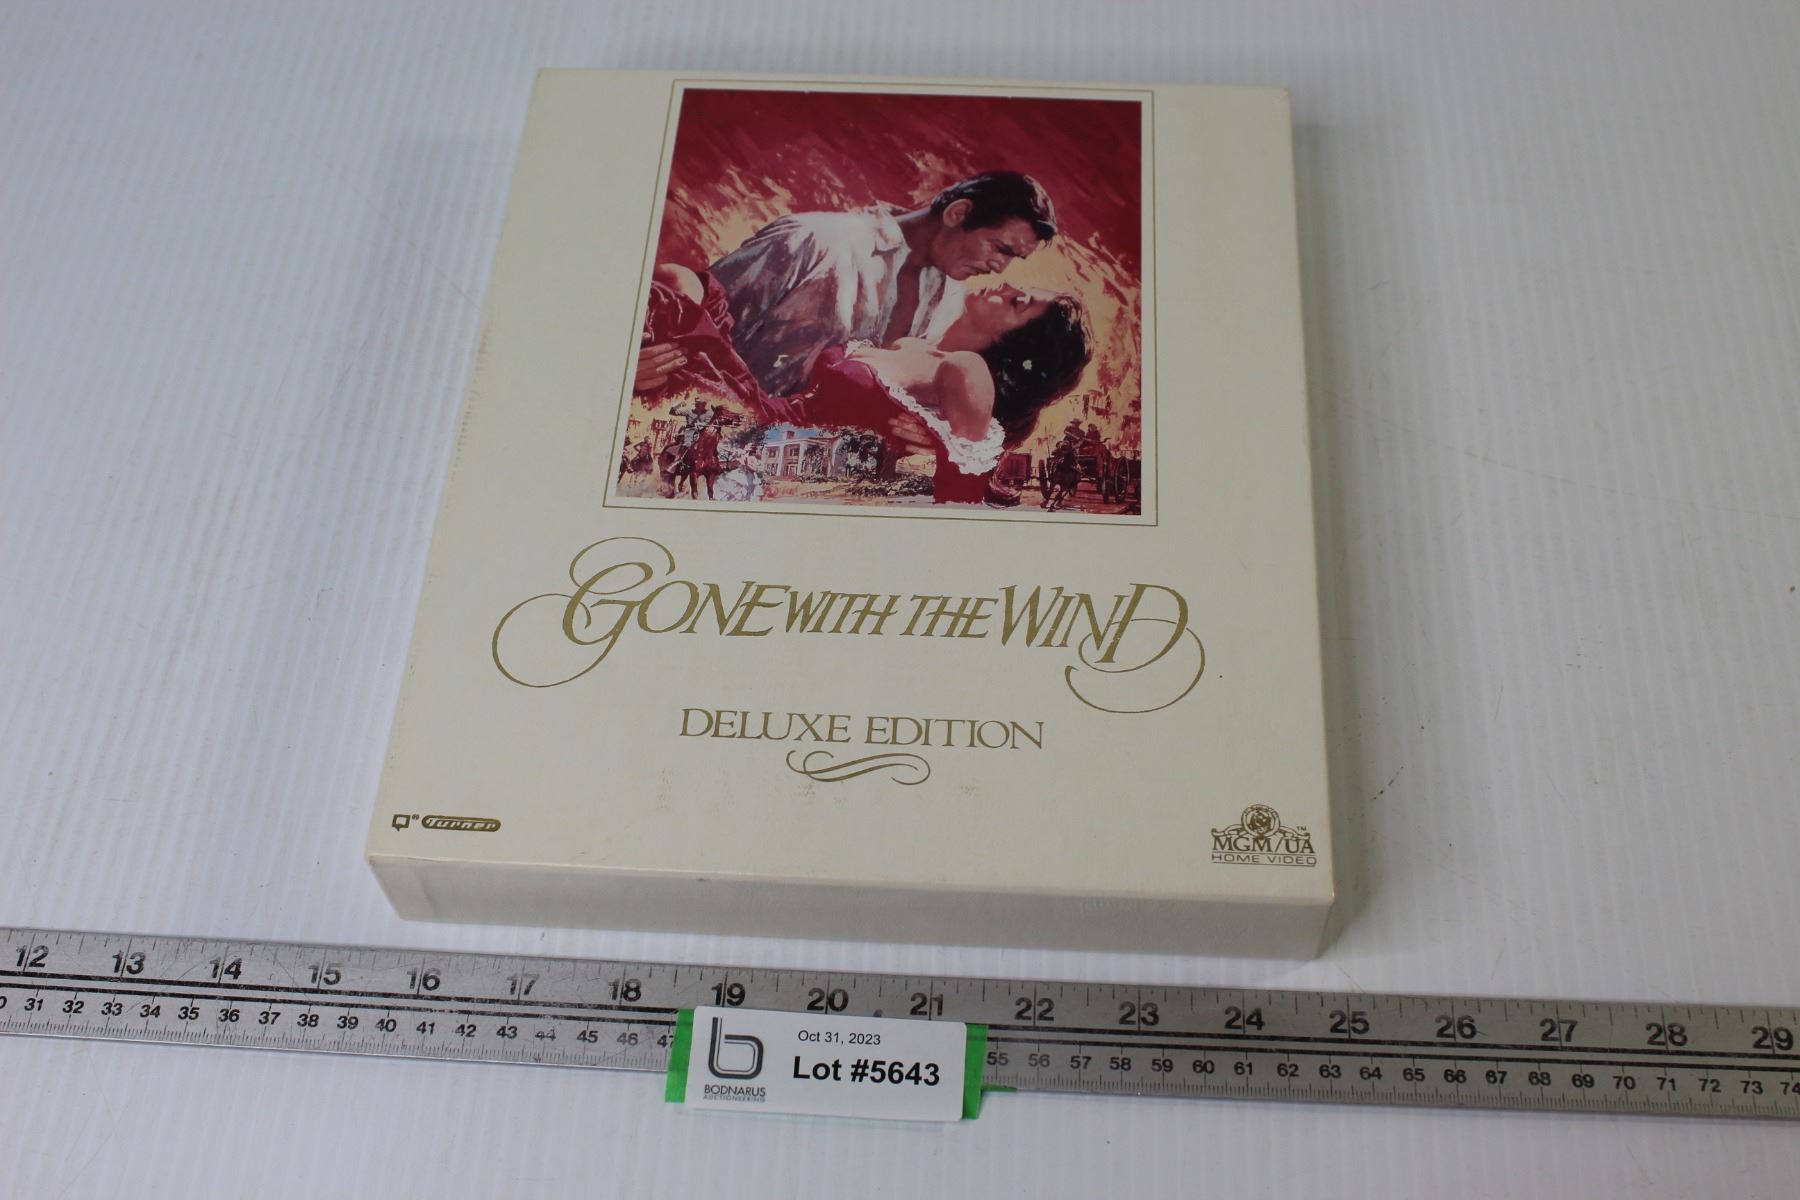 GONE WITH THE WIND
DELUXE EDITION
Turner
MGM/UA ™
HOME VIDEO
12 13 14 15 16 17 18 19 20 21 22 23 24 25 26 27 28 29
31 32 33 34 35 36 37 38 39 40 41 42 43 44 45 46 47 55 56 57 58 59 60 61 62 63 64 65 66 67 68 69 70 71 72 73 74
Oct 31, 2023
Lot #5643
BODNARUS
AUCTIONEERING